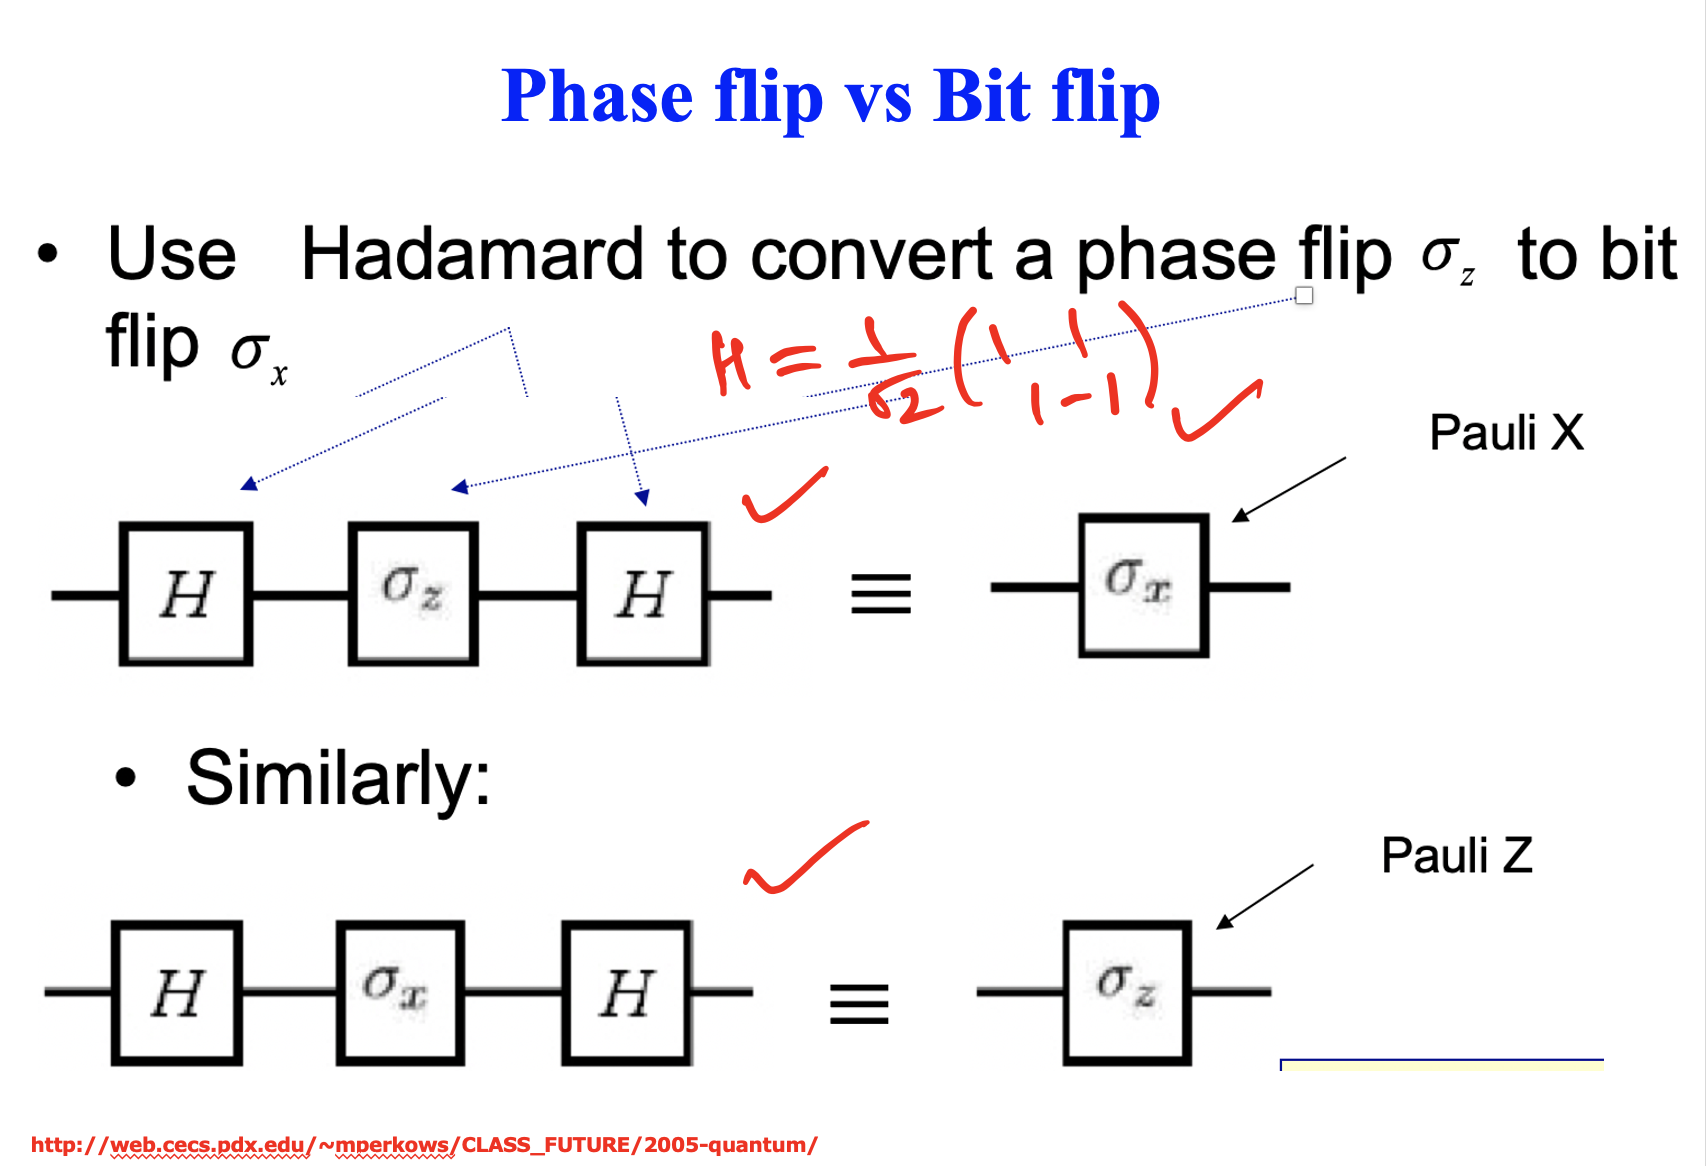 Phase flip vs Bit flip
• Use Hadamard to convert a phase flip σz to bit
flip σx
H = 1/√2 (1 1
1 -1)
Pauli X
H σz H ≡ σx
• Similarly:
Pauli Z
H σx H ≡ σz
http://web.cecs.pdx.edu/~mperkows/CLASS_FUTURE/2005-quantum/